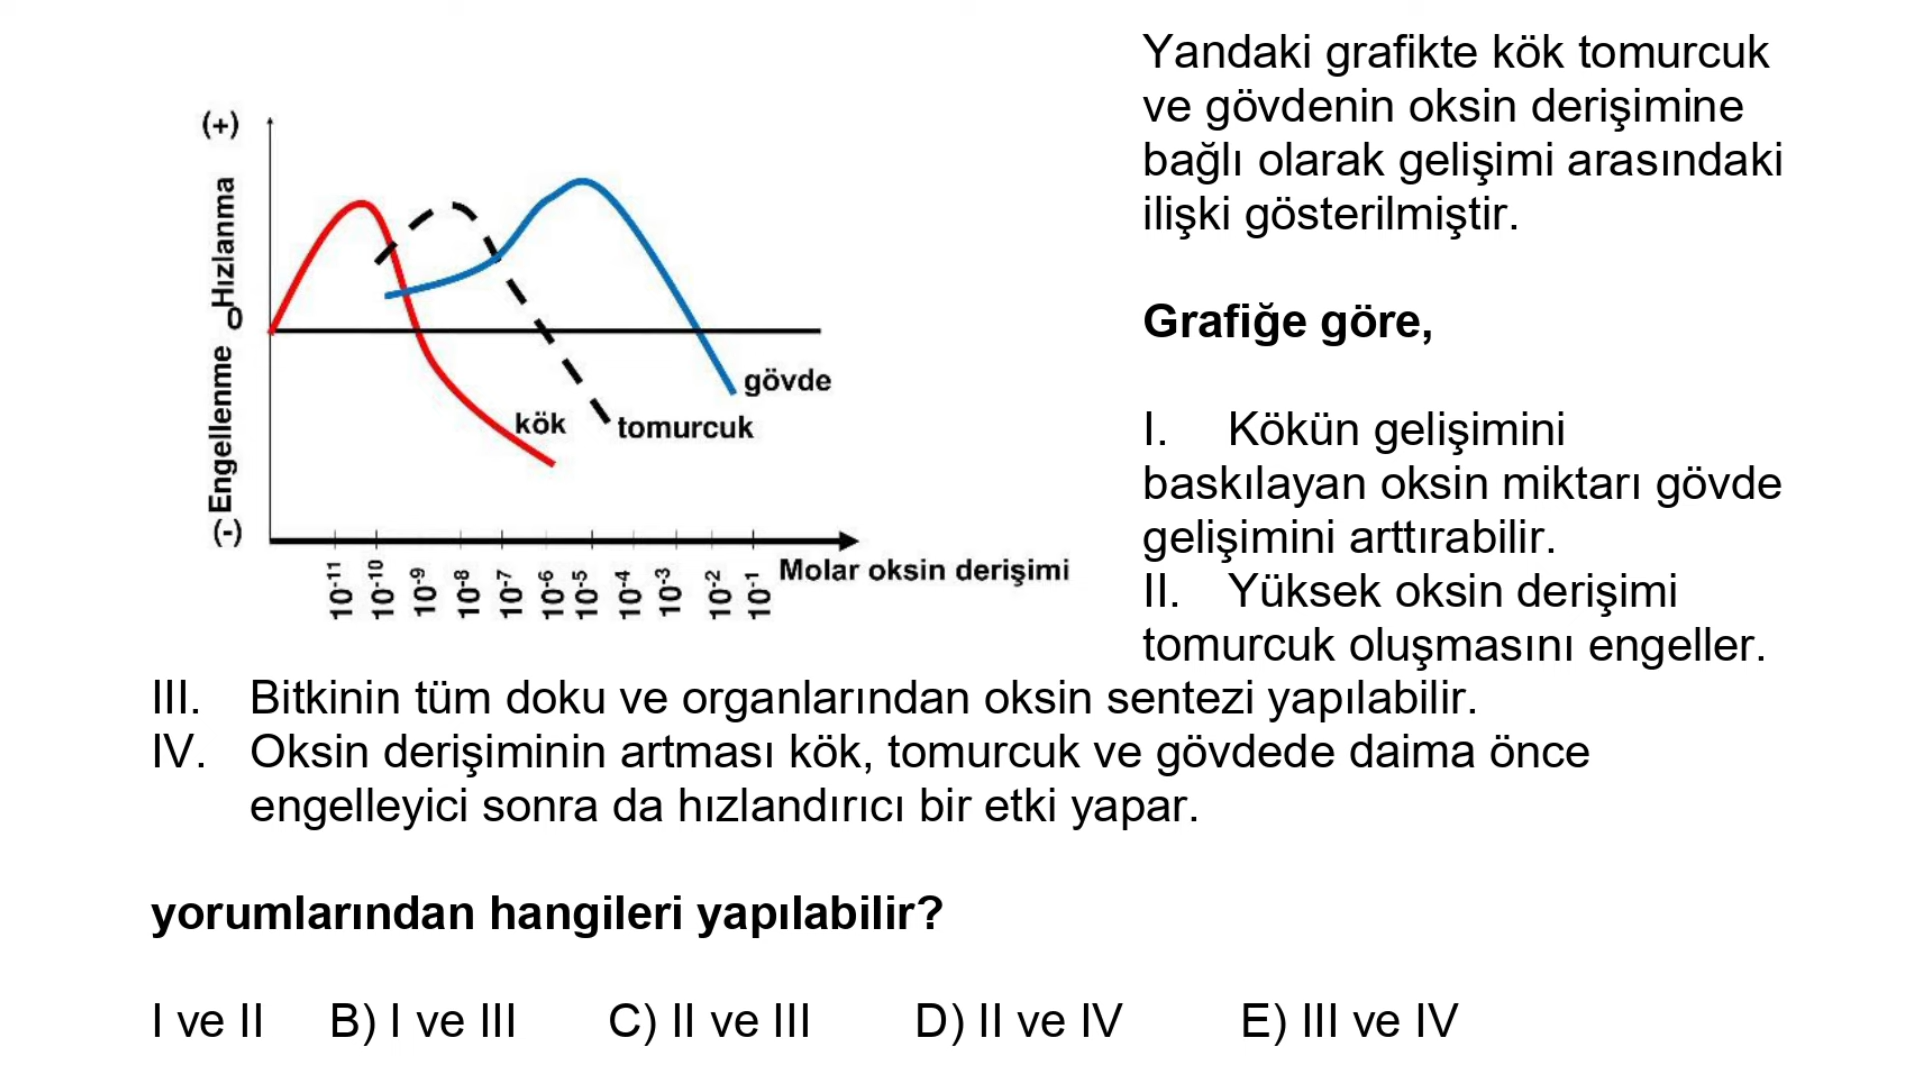 Yandaki grafikte kök tomurcuk
ve gövdenin oksin derişimine
bağlı olarak gelişimi arasındaki
ilişki gösterilmiştir.
Grafiğe göre,
I. Kökün gelişimini
baskılayan oksin miktarı gövde
gelişimini arttırabilir.
II. Yüksek oksin derişimi
tomurcuk oluşmasını engeller.
(+)
Hızlanma
0
Engellenme
(-)
gövde
kök
tomurcuk
10-11 10-10 10-9 10-8 10-7 10-6 10-5 10-4 10-3 10-2 10-1
Molar oksin derişimi
III. Bitkinin tüm doku ve organlarından oksin sentezi yapılabilir.
IV. Oksin derişiminin artması kök, tomurcuk ve gövdede daima önce
engelleyici sonra da hızlandırıcı bir etki yapar.
yorumlarından hangileri yapılabilir?
I ve II B) I ve III C) II ve III D) II ve IV E) III ve IV